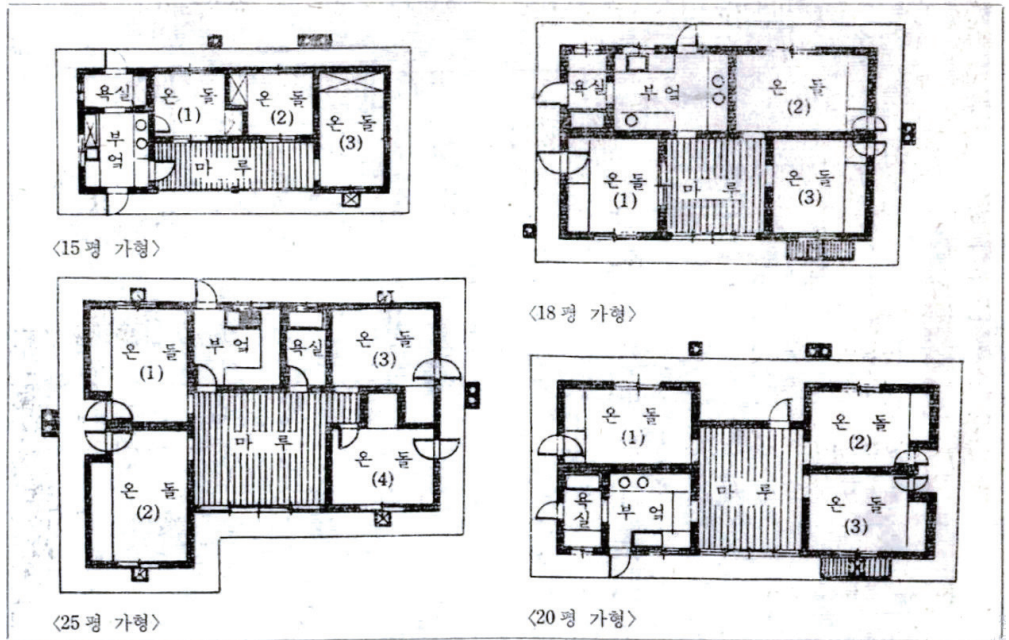 욕실
온돌
(1)
온돌
(2)
온돌
(3)
부엌
마루
<15평 가형>
욕실
부엌
온돌
(2)
온돌
(1)
마루
온돌
(3)
<18평 가형>
온돌
(1)
부엌
욕실
온돌
(3)
마루
온돌
(4)
온돌
(2)
<25평 가형>
온돌
(1)
온돌
(2)
욕실
부엌
마루
온돌
(3)
<20평 가형>